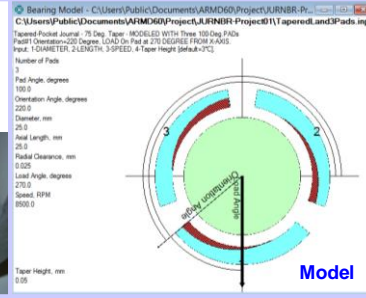 Bearing Model - C:\Users\Public\Documents\ARMD60\Project\JURNBR-Pr...
C:\Users\Public\Documents\ARMD60\Project\JURNBR-Project01\TaperedLand3Pads.inp
Tapered-Pocket Journal - 75 Deg. Taper - MODELED WITH Three 100-Deg PADs
Pad#1 Orientation=220 Degree. LOAD On Pad at 270 DEGREE FROM X-AXIS.
Input: 1-DIAMETER, 2-LENGTH, 3-SPEED, 4-Taper Height
Number of Pads
3
Pad Angle, degrees
100.0
Orientation Angle, degrees
220.0
Diameter, mm
25.0
Axial Length, mm
25.0
Radial Clearance, mm
0.025
Load Angle, degrees
270.0
Speed, RPM
8500.0
Taper Height, mm
0.05
3
2
Orientation Angle
Load Angle
Model